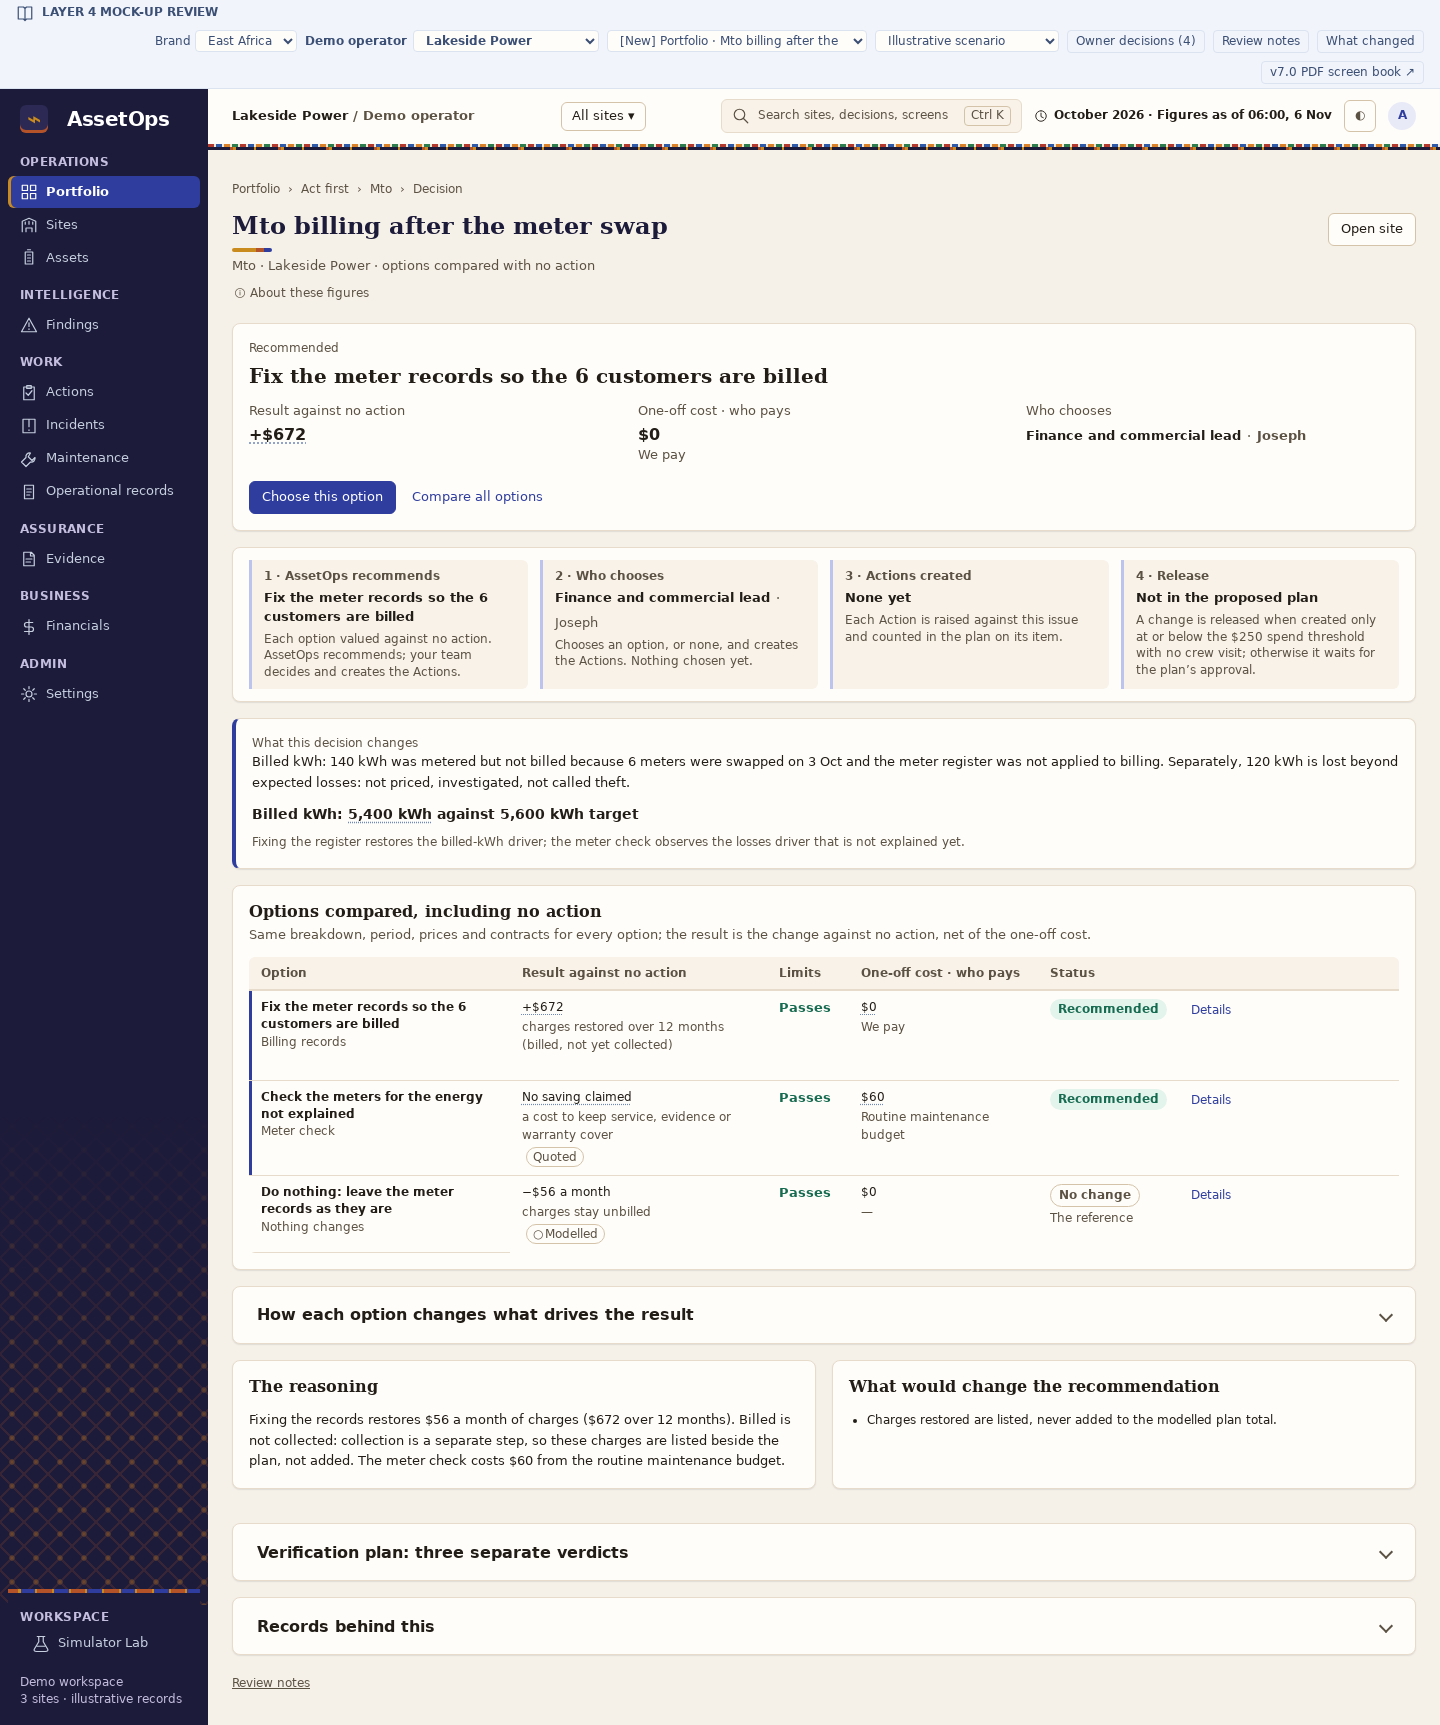 LAYER 4 MOCK-UP REVIEW
Brand East Africa Demo operator Lakeside Power [New] Portfolio · Mto billing after the Illustrative scenario Owner decisions (4) Review notes What changed
v7.0 PDF screen book ↗
AssetOps
OPERATIONS
Portfolio
Sites
Assets
INTELLIGENCE
Findings
WORK
Actions
Incidents
Maintenance
Operational records
ASSURANCE
Evidence
BUSINESS
Financials
ADMIN
Settings
WORKSPACE
Simulator Lab
Demo workspace
3 sites · illustrative records
Lakeside Power / Demo operator All sites ▾ Search sites, decisions, screens Ctrl K October 2026 · Figures as of 06:00, 6 Nov A
Portfolio › Act first › Mto › Decision
Mto billing after the meter swap
Open site
Mto · Lakeside Power · options compared with no action
About these figures
Recommended
Fix the meter records so the 6 customers are billed
Result against no action
+$672
One-off cost · who pays
$0
We pay
Who chooses
Finance and commercial lead · Joseph
Choose this option Compare all options
1 · AssetOps recommends
Fix the meter records so the 6
customers are billed
Each option valued against no action.
AssetOps recommends; your team
decides and creates the Actions.
2 · Who chooses
Finance and commercial lead ·
Joseph
Chooses an option, or none, and creates
the Actions. Nothing chosen yet.
3 · Actions created
None yet
Each Action is raised against this issue
and counted in the plan on its item.
4 · Release
Not in the proposed plan
A change is released when created only
at or below the $250 spend threshold
with no crew visit; otherwise it waits for
the plan’s approval.
What this decision changes
Billed kWh: 140 kWh was metered but not billed because 6 meters were swapped on 3 Oct and the meter register was not applied to billing. Separately, 120 kWh is lost beyond
expected losses: not priced, investigated, not called theft.
Billed kWh: 5,400 kWh against 5,600 kWh target
Fixing the register restores the billed-kWh driver; the meter check observes the losses driver that is not explained yet.
Options compared, including no action
Same breakdown, period, prices and contracts for every option; the result is the change against no action, net of the one-off cost.
Option Result against no action Limits One-off cost · who pays Status
Fix the meter records so the 6
customers are billed
Billing records
+$672
charges restored over 12 months
(billed, not yet collected)
Passes
$0
We pay
Recommended
Details
Check the meters for the energy
not explained
Meter check
No saving claimed
a cost to keep service, evidence or
warranty cover
Quoted
Passes
$60
Routine maintenance
budget
Recommended
Details
Do nothing: leave the meter
records as they are
Nothing changes
−$56 a month
charges stay unbilled
Modelled
Passes
$0
—
No change
The reference
Details
How each option changes what drives the result
The reasoning
Fixing the records restores $56 a month of charges ($672 over 12 months). Billed is
not collected: collection is a separate step, so these charges are listed beside the
plan, not added. The meter check costs $60 from the routine maintenance budget.
What would change the recommendation
• Charges restored are listed, never added to the modelled plan total.
Verification plan: three separate verdicts
Records behind this
Review notes